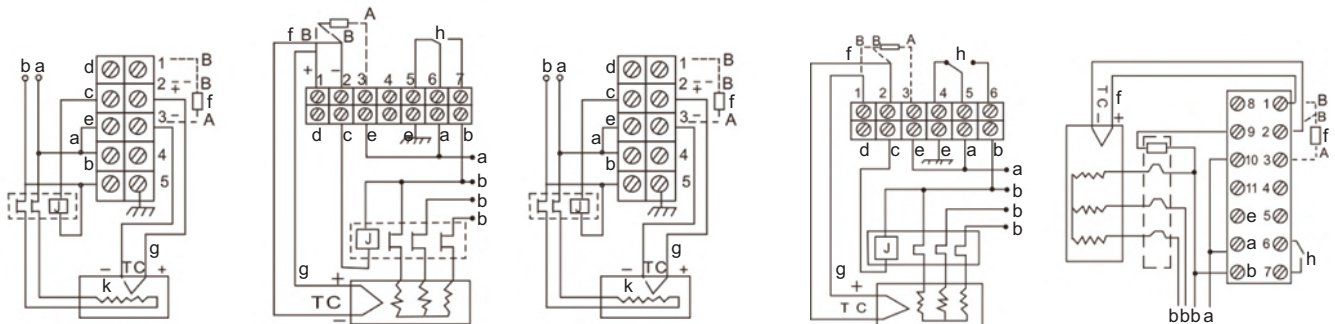 b a
d
c
e
a
b
1
2
3
4
5
B
B
f
A
+
−
J
g
− TC +
k
f B
A
h
+ −
1 2 3 4 5 6 7
d c e e a b
a
b
b
b
J
g
+
TC
−
b a
d
c
e
a
b
1
2
3
4
5
B
B
f
A
+
−
J
g
− TC +
k
f B B A
h
1 2 3 4 5 6
d c e e a b
a
b
b
b
J
g
+
TC
−
TC
− +
f
8 1
9 2
10 3
11 4
e 5
a 6
b 7
B
B
f
A
h
bbba